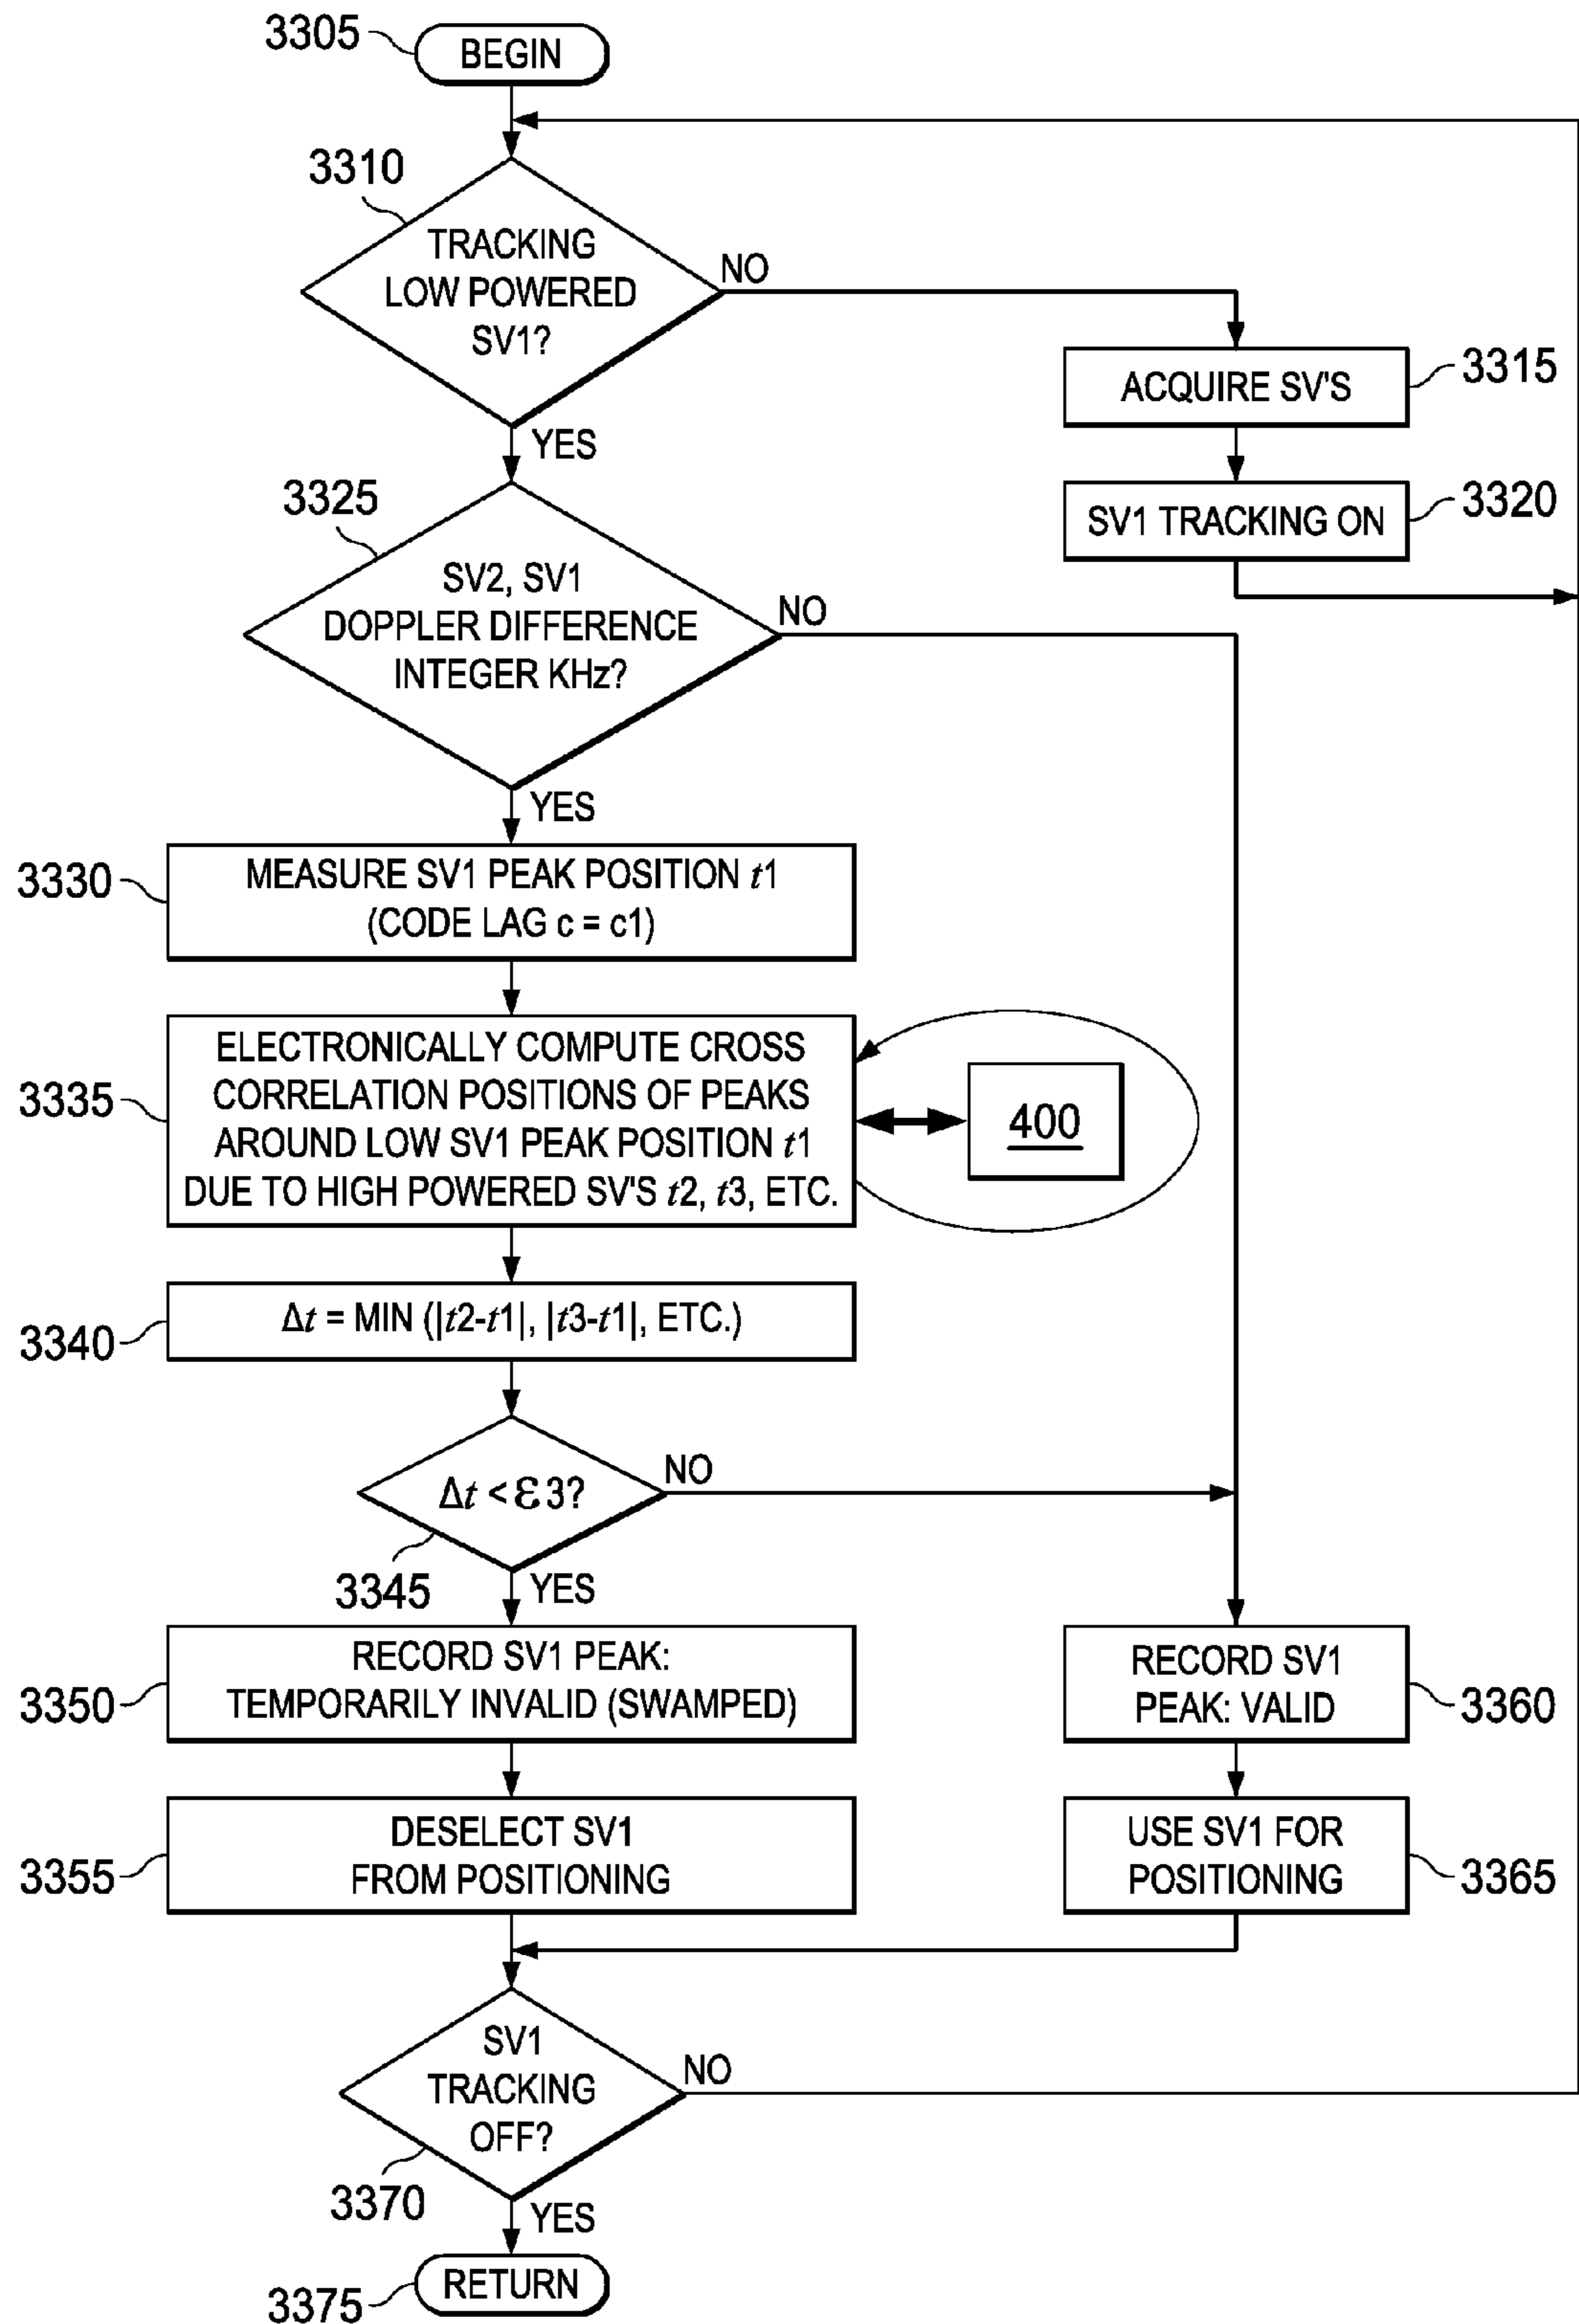 3305
BEGIN
3310
TRACKING
LOW POWERED
SV1?
NO
YES
ACQUIRE SV'S
3315
SV1 TRACKING ON
3320
3325
SV2, SV1
DOPPLER DIFFERENCE
INTEGER KHz?
NO
YES
3330
MEASURE SV1 PEAK POSITION t1
(CODE LAG c = c1)
3335
ELECTRONICALLY COMPUTE CROSS
CORRELATION POSITIONS OF PEAKS
AROUND LOW SV1 PEAK POSITION t1
DUE TO HIGH POWERED SV'S t2, t3, ETC.
400
3340
Δt = MIN (|t2-t1|, |t3-t1|, ETC.)
Δt < ε3?
NO
3345
YES
3350
RECORD SV1 PEAK:
TEMPORARILY INVALID (SWAMPED)
RECORD SV1
PEAK: VALID
3360
3355
DESELECT SV1
FROM POSITIONING
USE SV1 FOR
POSITIONING
3365
SV1
TRACKING
OFF?
NO
3370
YES
RETURN
3375